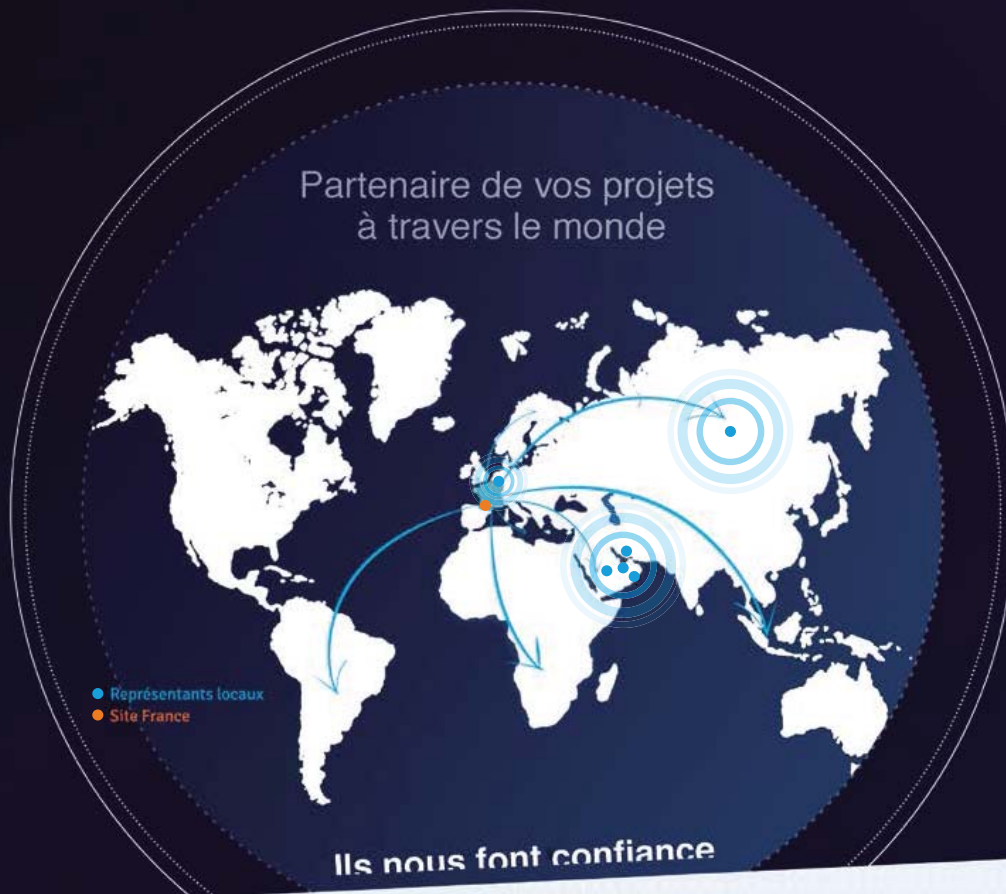 Partenaire de vos projets
à travers le monde
Représentants locaux
Site France
Ils nous font confiance